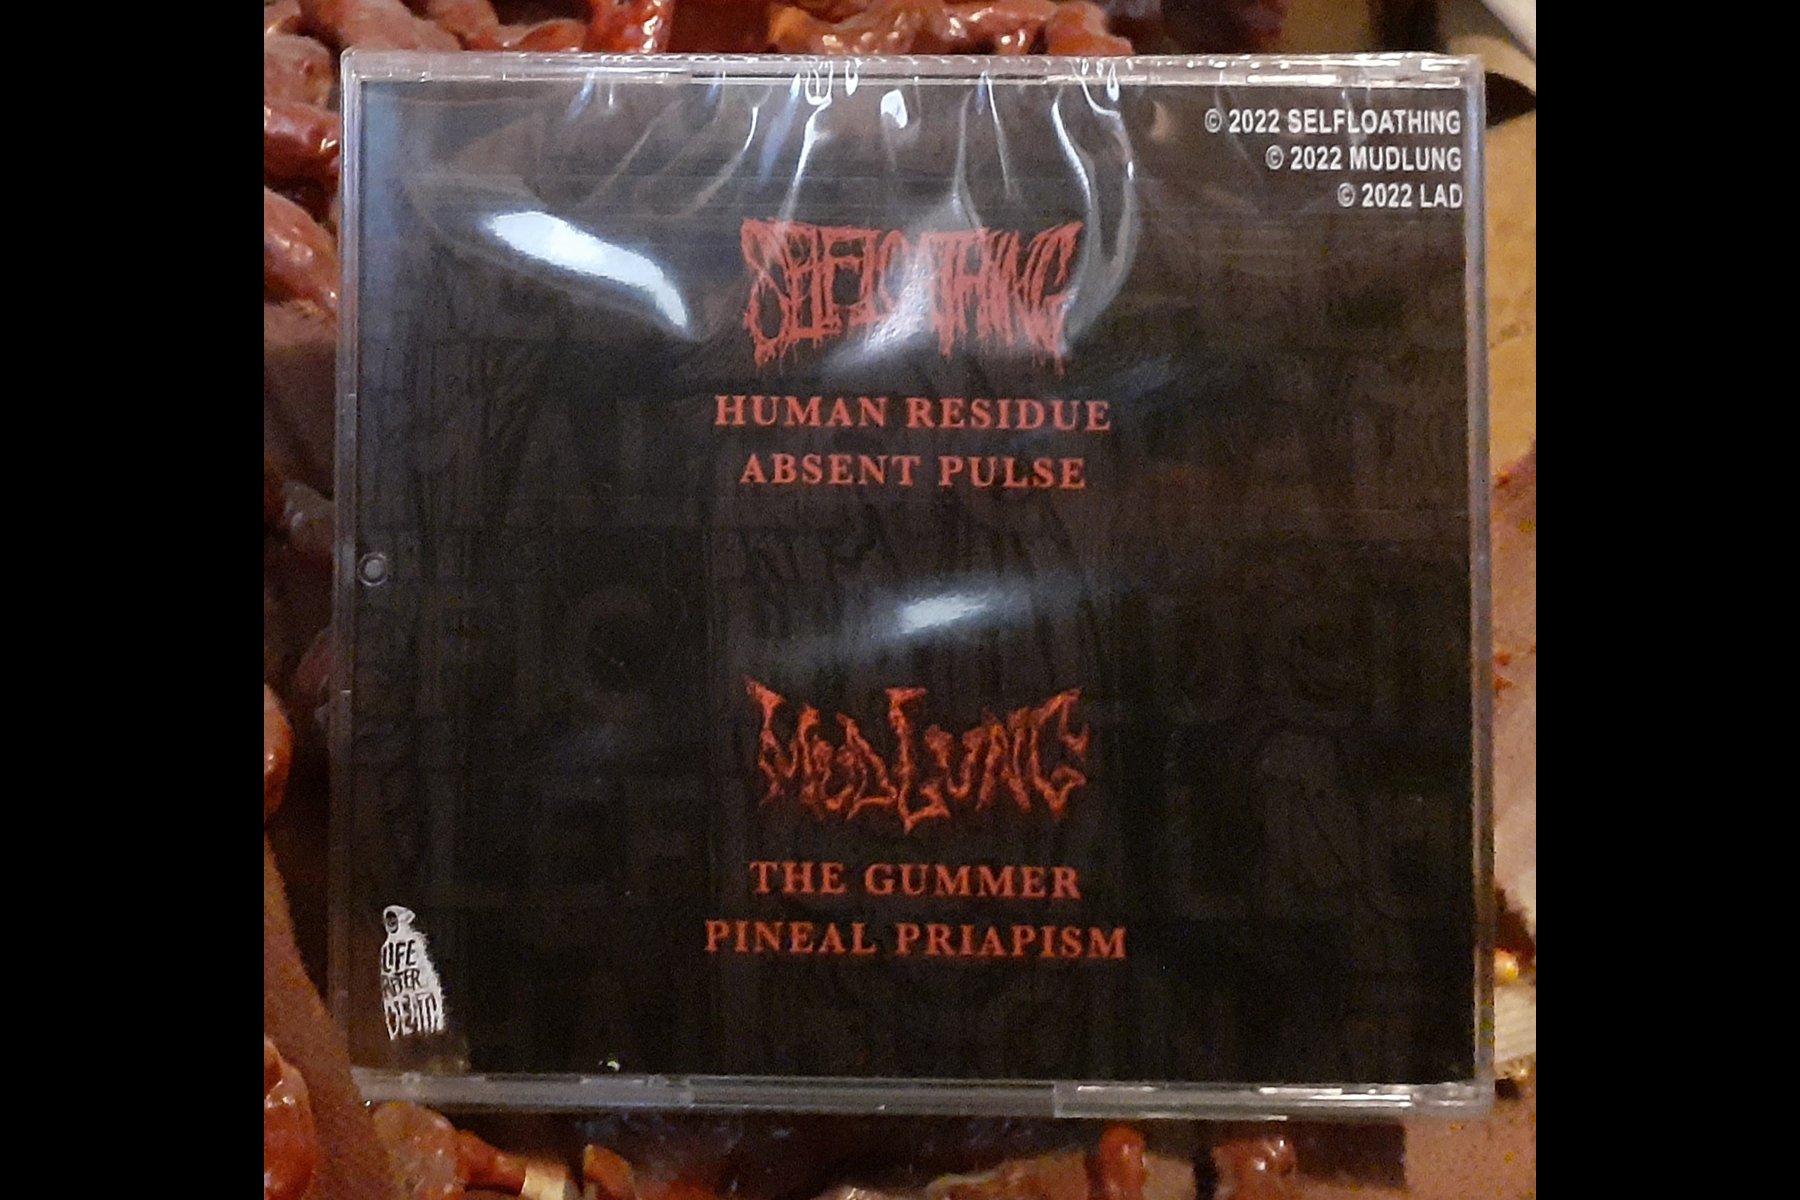 © 2022 SELFLOATHING
© 2022 MUDLUNG
© 2022 LAD
SELFLOATHING
HUMAN RESIDUE
ABSENT PULSE
MUDLUNG
THE GUMMER
PINEAL PRIAPISM
LIFE
AFTER
DEATH